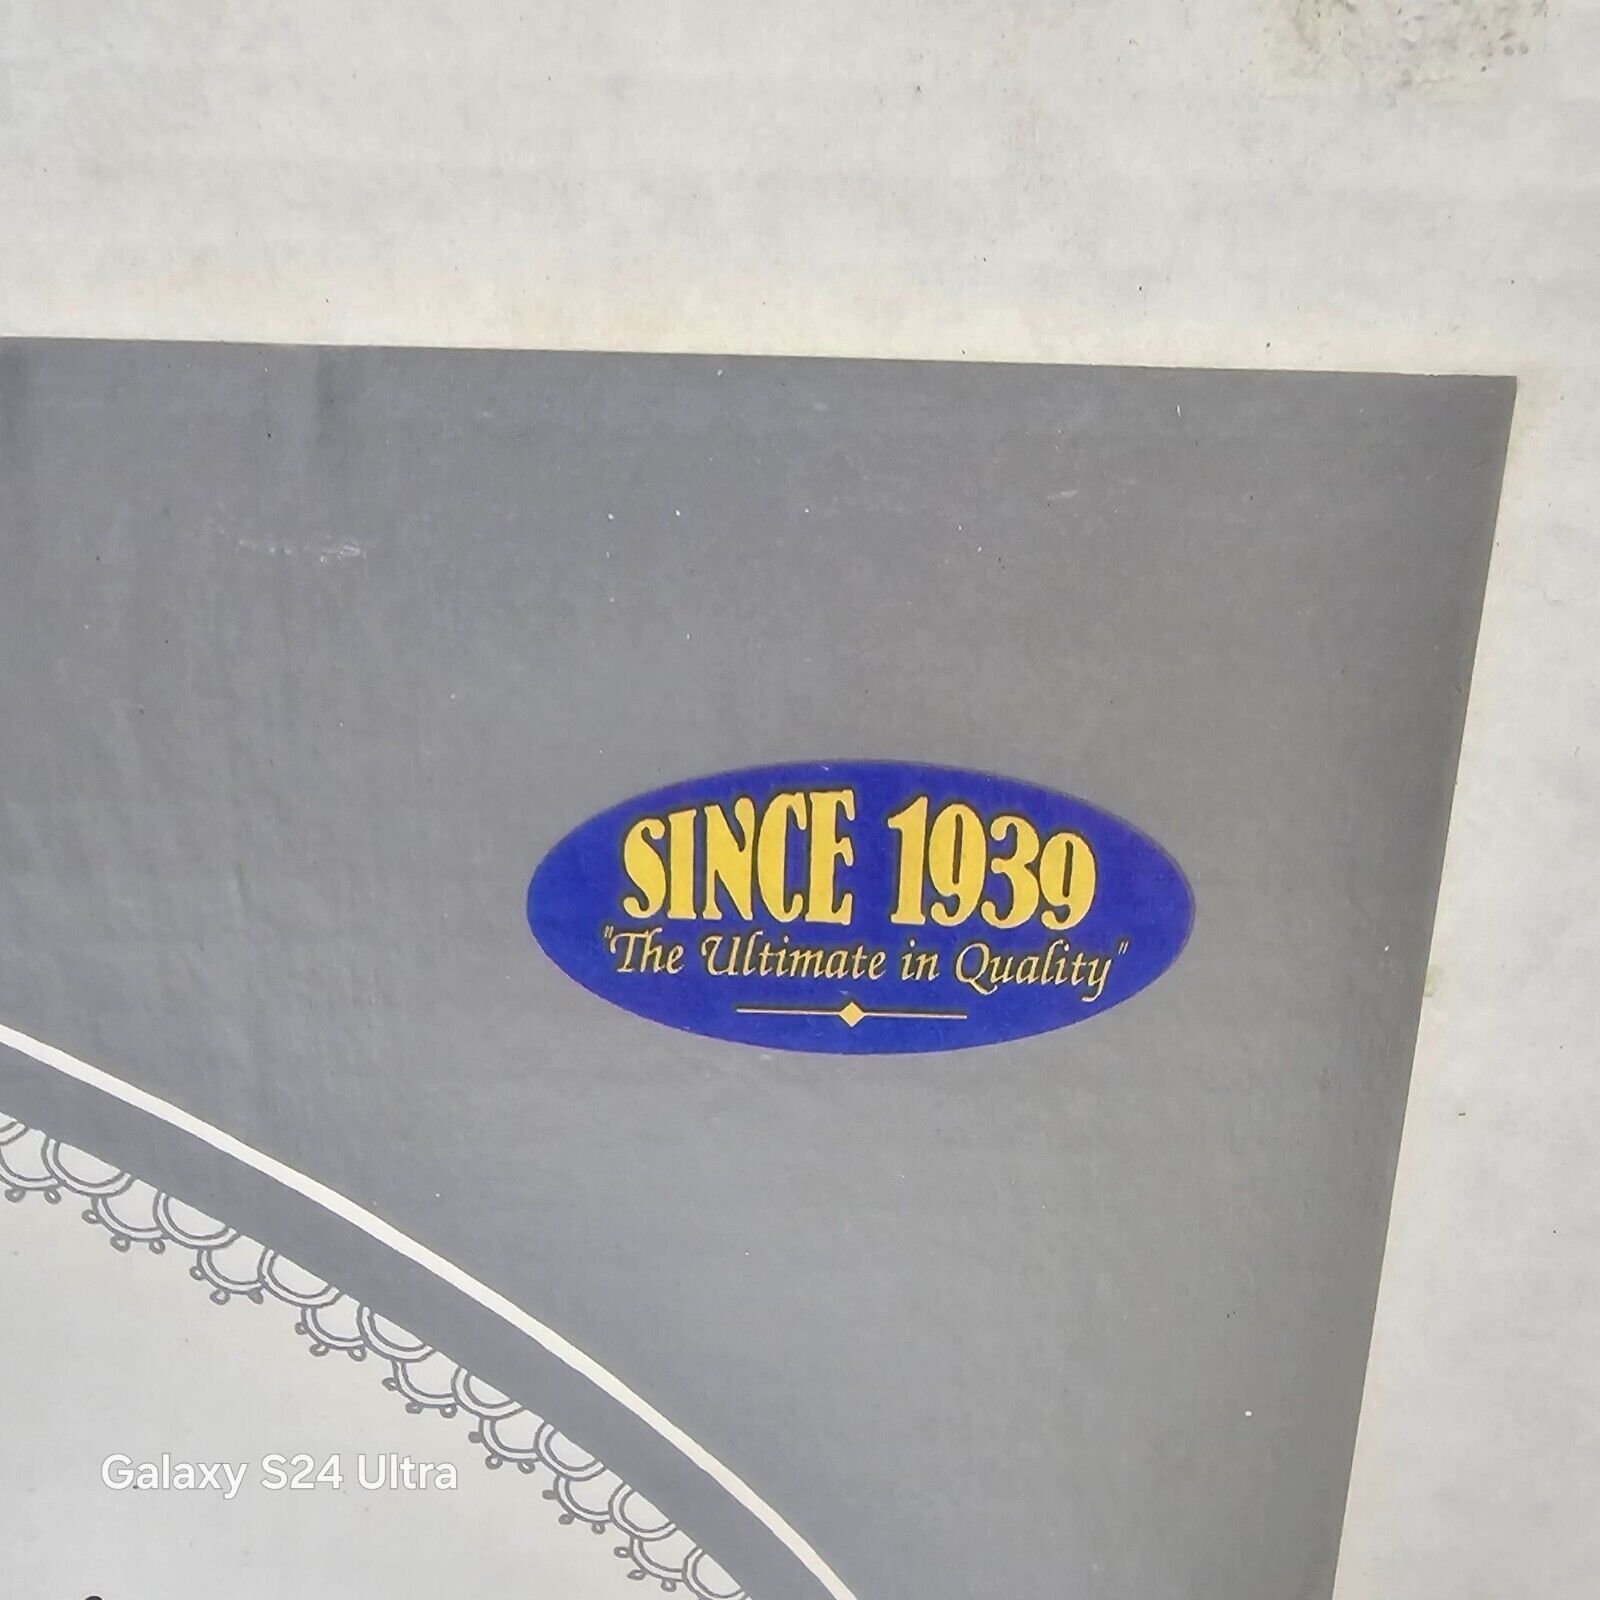 SINCE 1939
"The Ultimate in Quality"
Galaxy S24 Ultra